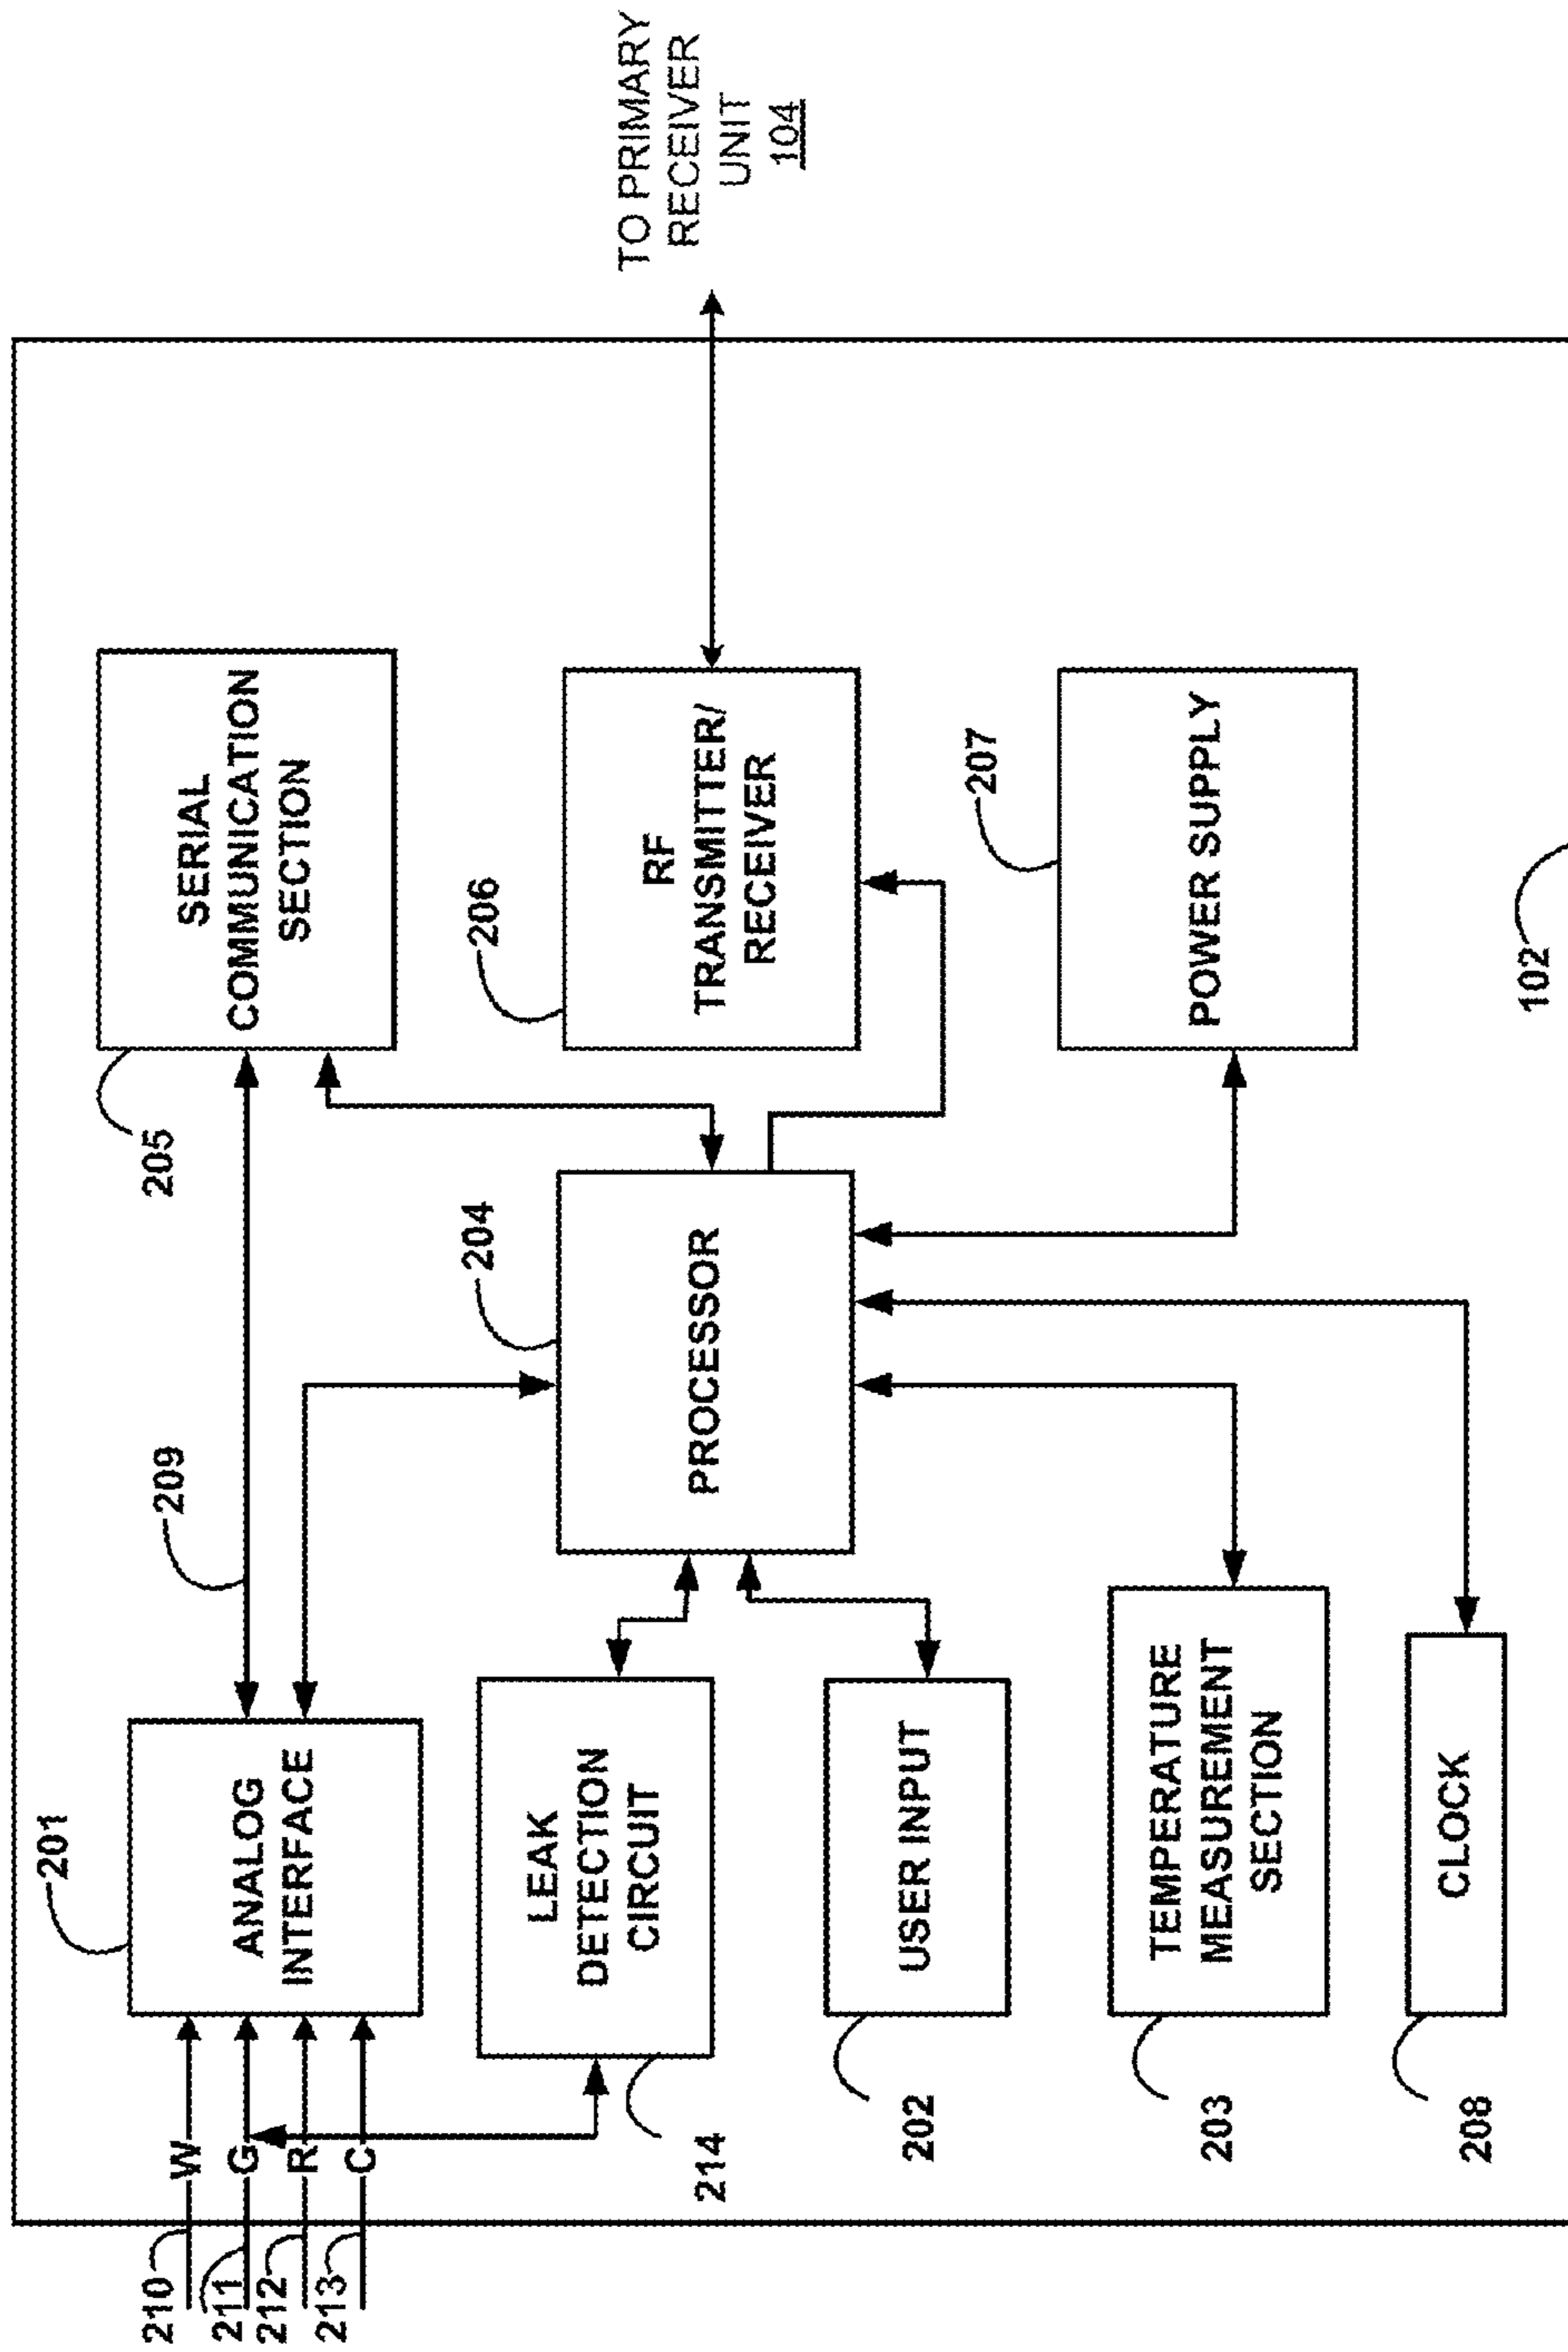 210
W
211
G
212
R
213
C
201
ANALOG
INTERFACE
209
205
SERIAL
COMMUNICATION
SECTION
214
LEAK
DETECTION
CIRCUIT
204
PROCESSOR
206
RF
TRANSMITTER/
RECEIVER
TO PRIMARY
RECEIVER
UNIT
104
202
USER INPUT
203
TEMPERATURE
MEASUREMENT
SECTION
207
POWER SUPPLY
208
CLOCK
102